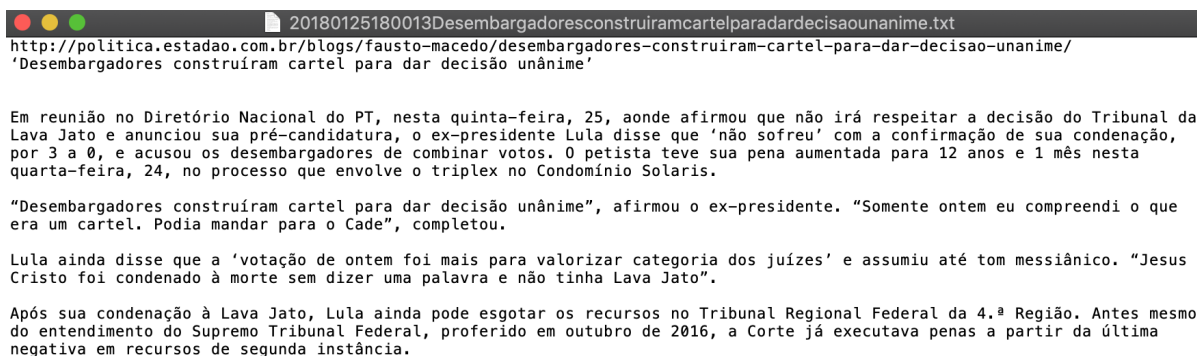 20180125180013Desembargadoresconstruiramcartelparadardecisaounanime.txt
http://politica.estadao.com.br/blogs/fausto-macedo/desembargadores-construiram-cartel-para-dar-decisao-unanime/
‘Desembargadores construíram cartel para dar decisão unânime’
Em reunião no Diretório Nacional do PT, nesta quinta-feira, 25, aonde afirmou que não irá respeitar a decisão do Tribunal da
Lava Jato e anunciou sua pré-candidatura, o ex-presidente Lula disse que ‘não sofreu’ com a confirmação de sua condenação,
por 3 a 0, e acusou os desembargadores de combinar votos. O petista teve sua pena aumentada para 12 anos e 1 mês nesta
quarta-feira, 24, no processo que envolve o triplex no Condomínio Solaris.
“Desembargadores construíram cartel para dar decisão unânime”, afirmou o ex-presidente. “Somente ontem eu compreendi o que
era um cartel. Podia mandar para o Cade”, completou.
Lula ainda disse que a ‘votação de ontem foi mais para valorizar categoria dos juízes’ e assumiu até tom messiânico. “Jesus
Cristo foi condenado à morte sem dizer uma palavra e não tinha Lava Jato”.
Após sua condenação à Lava Jato, Lula ainda pode esgotar os recursos no Tribunal Regional Federal da 4.ª Região. Antes mesmo
do entendimento do Supremo Tribunal Federal, proferido em outubro de 2016, a Corte já executava penas a partir da última
negativa em recursos de segunda instância.